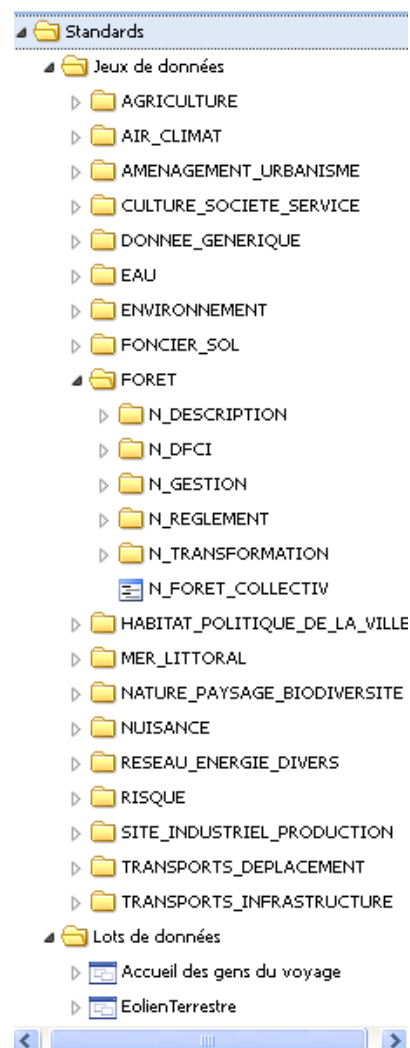 Standards
Jeux de données
AGRICULTURE
AIR_CLIMAT
AMENAGEMENT_URBANISME
CULTURE_SOCIETE_SERVICE
DONNEE_GENERIQUE
EAU
ENVIRONNEMENT
FONCIER_SOL
FORET
N_DESCRIPTION
N_DFCI
N_GESTION
N_REGLEMENT
N_TRANSFORMATION
N_FORET_COLLECTIV
HABITAT_POLITIQUE_DE_LA_VILLE
MER_LITTORAL
NATURE_PAYSAGE_BIODIVERSITE
NUISANCE
RESEAU_ENERGIE_DIVERS
RISQUE
SITE_INDUSTRIEL_PRODUCTION
TRANSPORTS_DEPLACEMENT
TRANSPORTS_INFRASTRUCTURE
Lots de données
Accueil des gens du voyage
EolienTerrestre